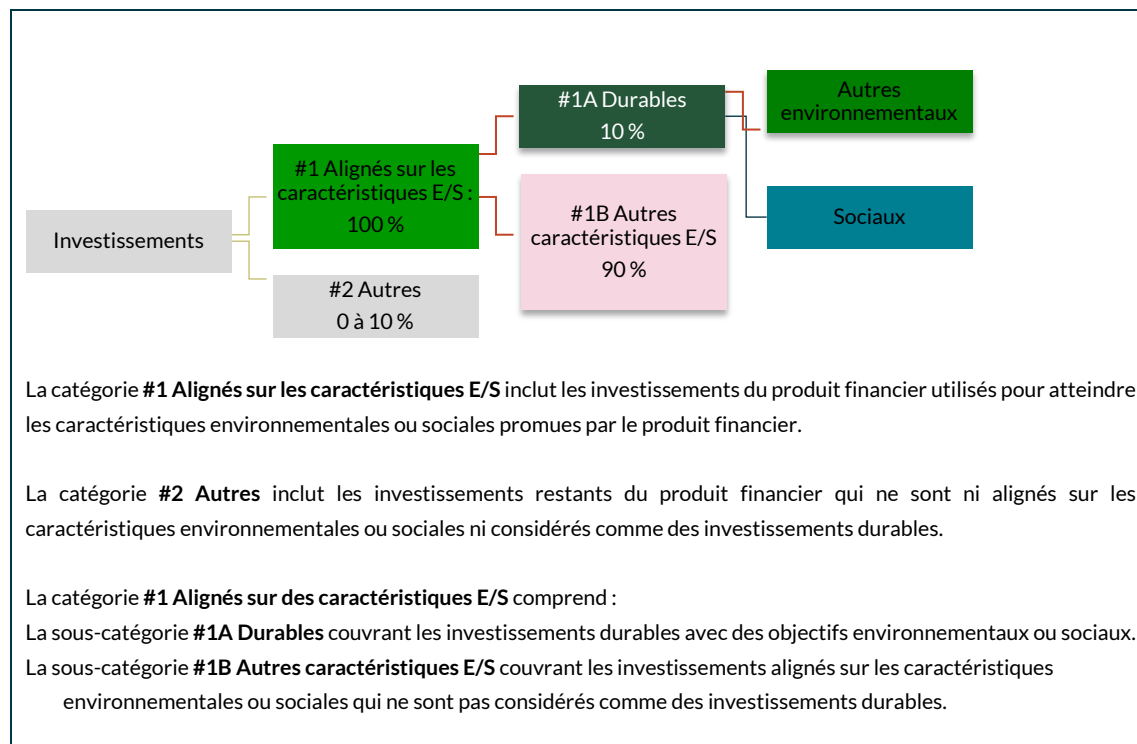 Investissements
#1 Alignés sur les
caractéristiques E/S :
100 %
#2 Autres
0 à 10 %
#1A Durables
10 %
#1B Autres
caractéristiques E/S
90 %
Autres
environnementaux
Sociaux
La catégorie #1 Alignés sur les caractéristiques E/S inclut les investissements du produit financier utilisés pour atteindre
les caractéristiques environnementales ou sociales promues par le produit financier.
La catégorie #2 Autres inclut les investissements restants du produit financier qui ne sont ni alignés sur les
caractéristiques environnementales ou sociales ni considérés comme des investissements durables.
La catégorie #1 Alignés sur des caractéristiques E/S comprend :
La sous-catégorie #1A Durables couvrant les investissements durables avec des objectifs environnementaux ou sociaux.
La sous-catégorie #1B Autres caractéristiques E/S couvrant les investissements alignés sur les caractéristiques
environnementales ou sociales qui ne sont pas considérés comme des investissements durables.